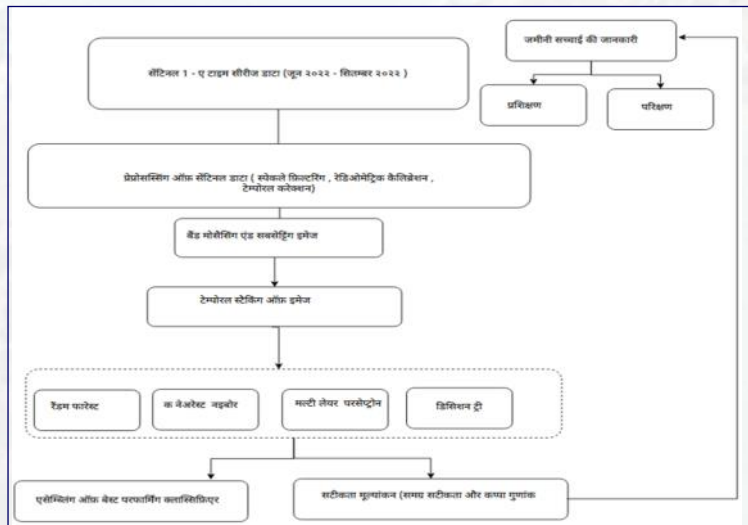 जमीनी सच्चाई की जानकारी
सेंटिनल 1 - ए टाइम सीरीज डाटा (जून २०२२ - सितम्बर २०२२ )
प्रशिक्षण
परिक्षण
प्रेप्रोसस्सिंग ऑफ़ सेंटिनल डाटा ( स्पेकले फ़िल्टरिंग , रेडिओमेट्रिक कैलिब्रेशन ,
टेम्पोरल करेक्शन)
बैंड मोसैसिंग एंड सबसेट्टिंग इमेज
टेम्पोरल स्टैकिंग ऑफ़ इमेज
रैंडम फारेस्ट
क नेअरेस्ट नइबोर
मल्टी लेयर परसेप्ट्रोन
डिसिशन ट्री
एसेम्ब्लिंग ऑफ़ बेस्ट परफार्मिंग क्लास्सिफ़िएर
सटीकता मूल्यांकन (समग्र सटीकता और कप्पा गुणांक